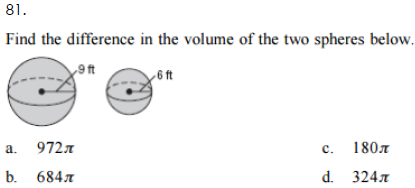 81.
Find the difference in the volume of the two spheres below.
9 ft
6 ft
a. 972π
c. 180π
b. 684π
d. 324π